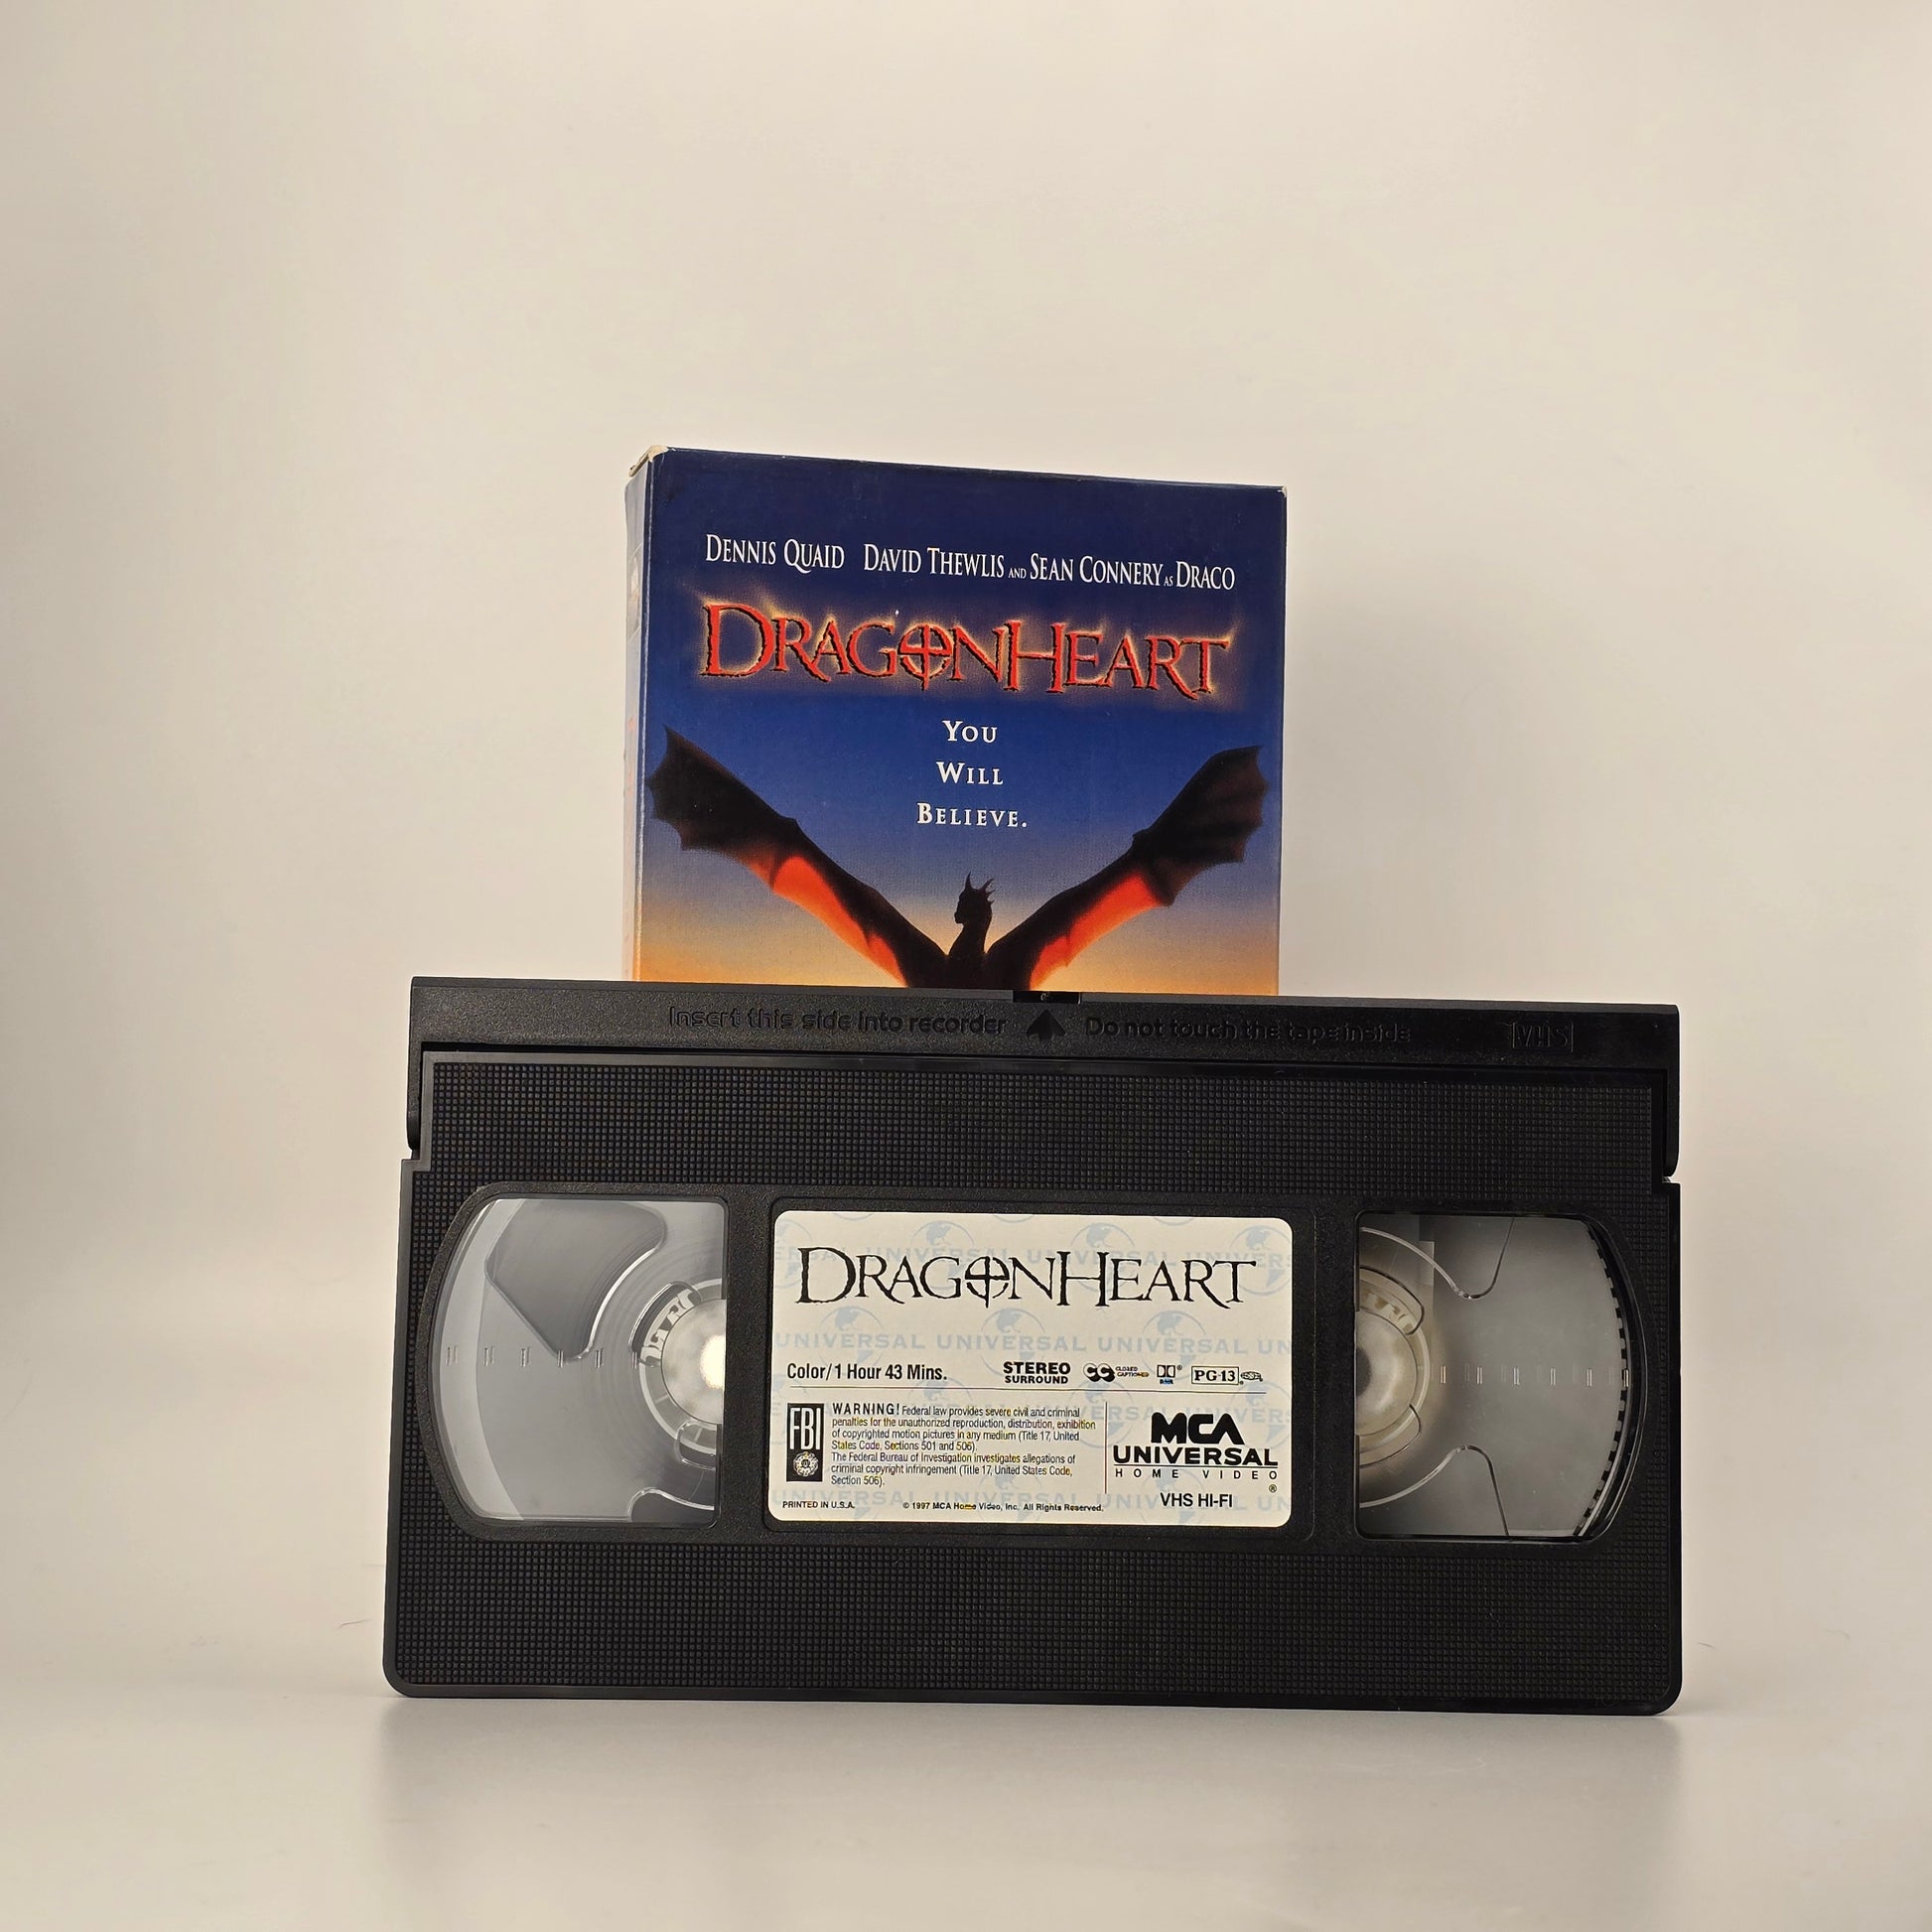 DENNIS QUAID DAVID THEWLIS AND SEAN CONNERY AS DRACO
DRAGONHEART
YOU
WILL
BELIEVE.
Insert this side into recorder Do not touch the tape inside VHS
DRAGONHEART
UNIVERSAL UNIVERSAL UNIVERSAL UN
Color/1 Hour 43 Mins.
STEREO
SURROUND
CC CLOSED
CAPTIONED
PG-13
FBI
WARNING! Federal law provides severe civil and criminal
penalties for the unauthorized reproduction, distribution, exhibition
of copyrighted motion pictures in any medium (Title 17, United
States Code, Sections 501 and 506).
The Federal Bureau of Investigation investigates allegations of
criminal copyright infringement (Title 17, United States Code,
Section 506).
MCA
UNIVERSAL
HOME VIDEO
®
VHS HI-FI
PRINTED IN U.S.A.
© 1997 MCA Home Video, Inc. All Rights Reserved.